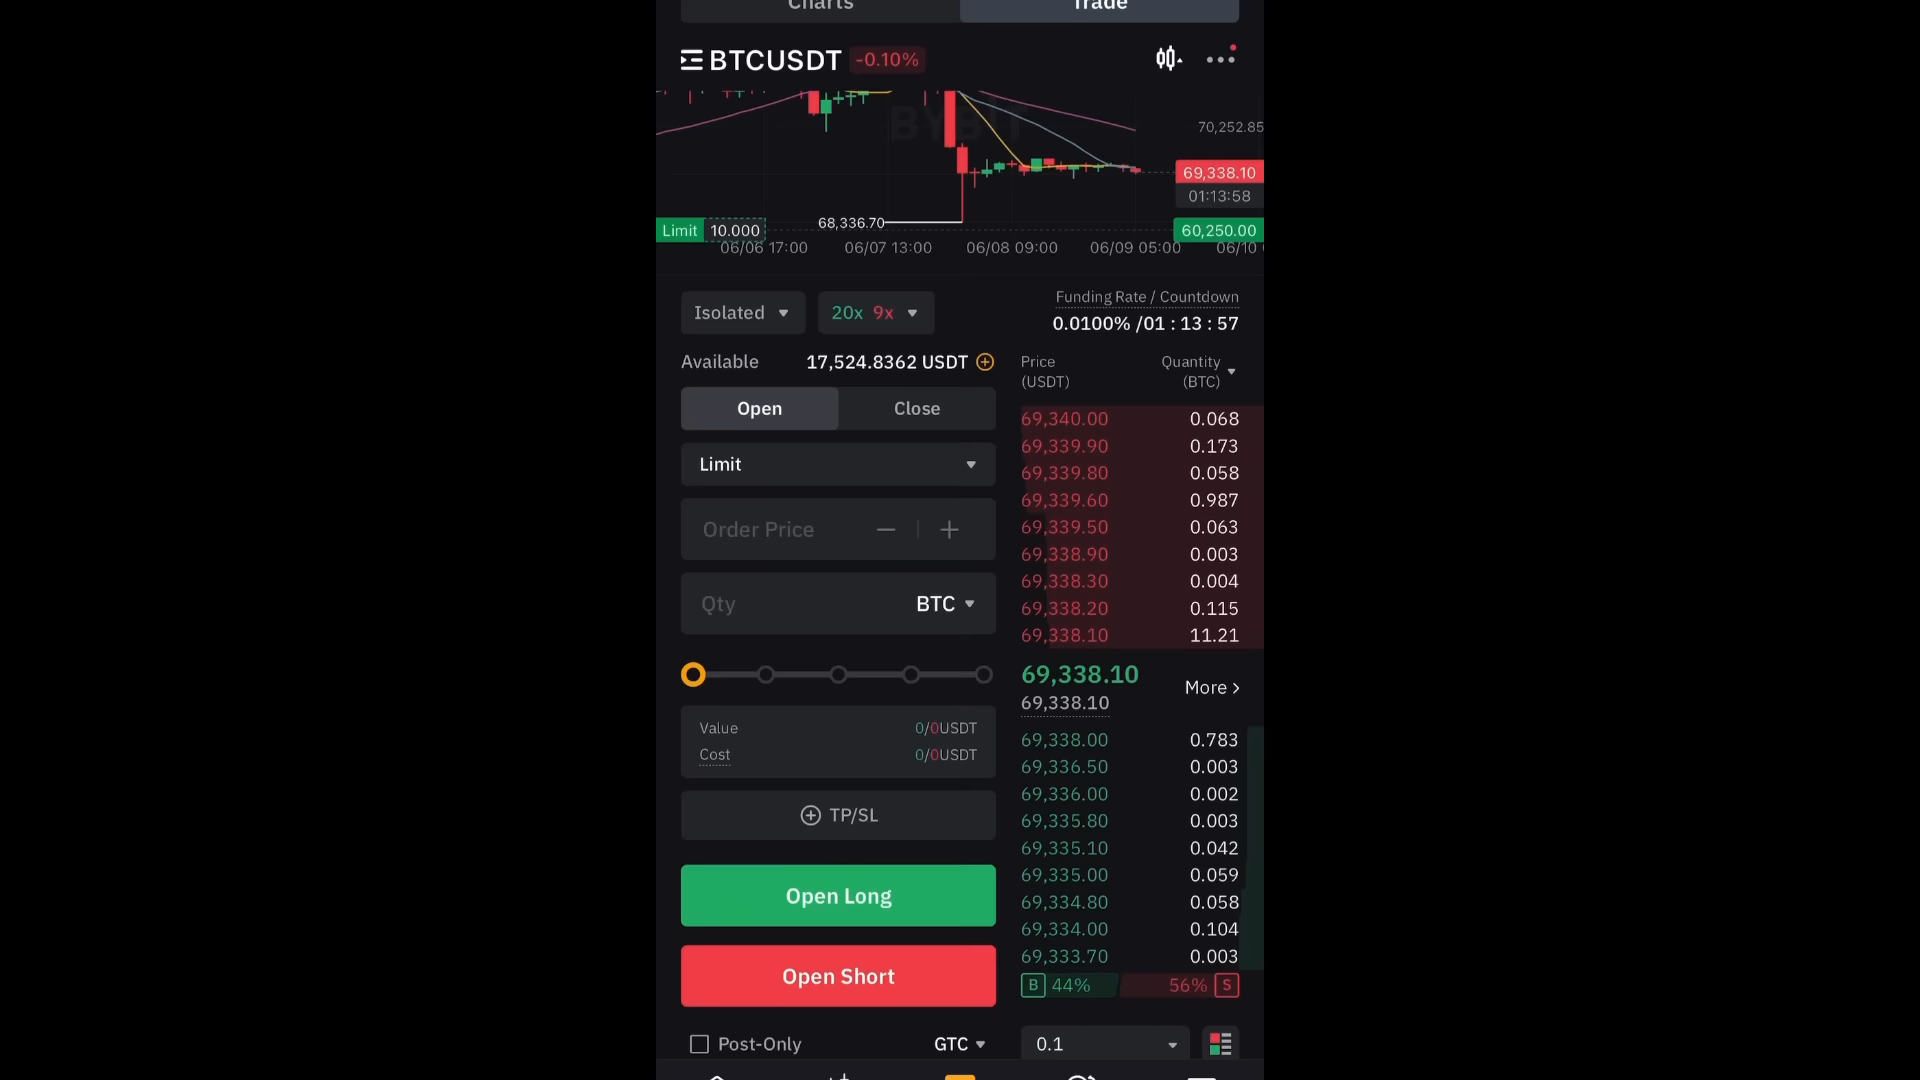 Charts Trade
BTCUSDT -0.10%
BYBIT
70,252.85
69,338.10
01:13:58
68,336.70
Limit 10.000 60,250.00
06/06 17:00 06/07 13:00 06/08 09:00 06/09 05:00 06/10
Isolated 20x 9x
Funding Rate / Countdown
0.0100% /01 : 13 : 57
Available 17,524.8362 USDT
Open Close
Limit
Order Price
Qty BTC
Value 0/0USDT
Cost 0/0USDT
TP/SL
Open Long
Open Short
Post-Only GTC
Price Quantity
(USDT) (BTC)
69,340.00 0.068
69,339.90 0.173
69,339.80 0.058
69,339.60 0.987
69,339.50 0.063
69,338.90 0.003
69,338.30 0.004
69,338.20 0.115
69,338.10 11.21
69,338.10
69,338.10
More
69,338.00 0.783
69,336.50 0.003
69,336.00 0.002
69,335.80 0.003
69,335.10 0.042
69,335.00 0.059
69,334.80 0.058
69,334.00 0.104
69,333.70 0.003
B 44% 56% S
0.1